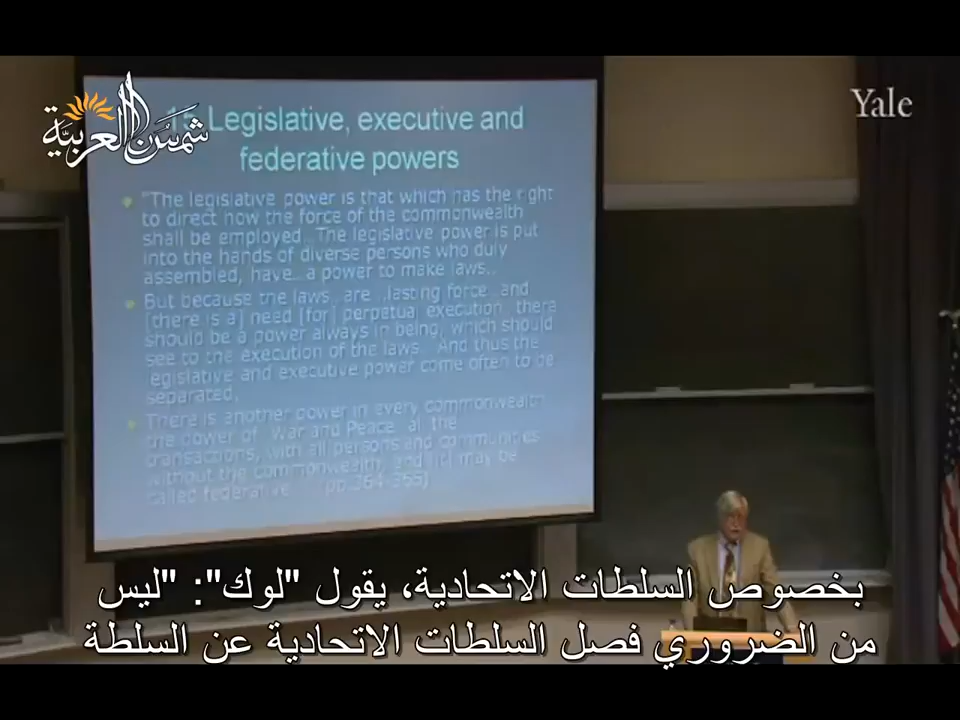 شمس العربية
Yale
Legislative, executive and
federative powers
"The legislative power is that which has the right
to direct how the force of the commonwealth
shall be employed. The legislative power is put
into the hands of diverse persons who duly
assembled, have.. a power to make laws..
But because the laws.. are ..lasting force and
[there is a] need [for] perpetual execution there
should be a power always in being, which should
see to the execution of the laws And thus the
legislative and executive power come often to be
separated.
There is another power in every commonwealth
the power of War and Peace, all the
transactions, with all persons and communities
without the commonwealth, and [it] may be
called federative pp.364-365)
بخصوص السلطات الاتحادية، يقول "لوك": "ليس
من الضروري فصل السلطات الاتحادية عن السلطة